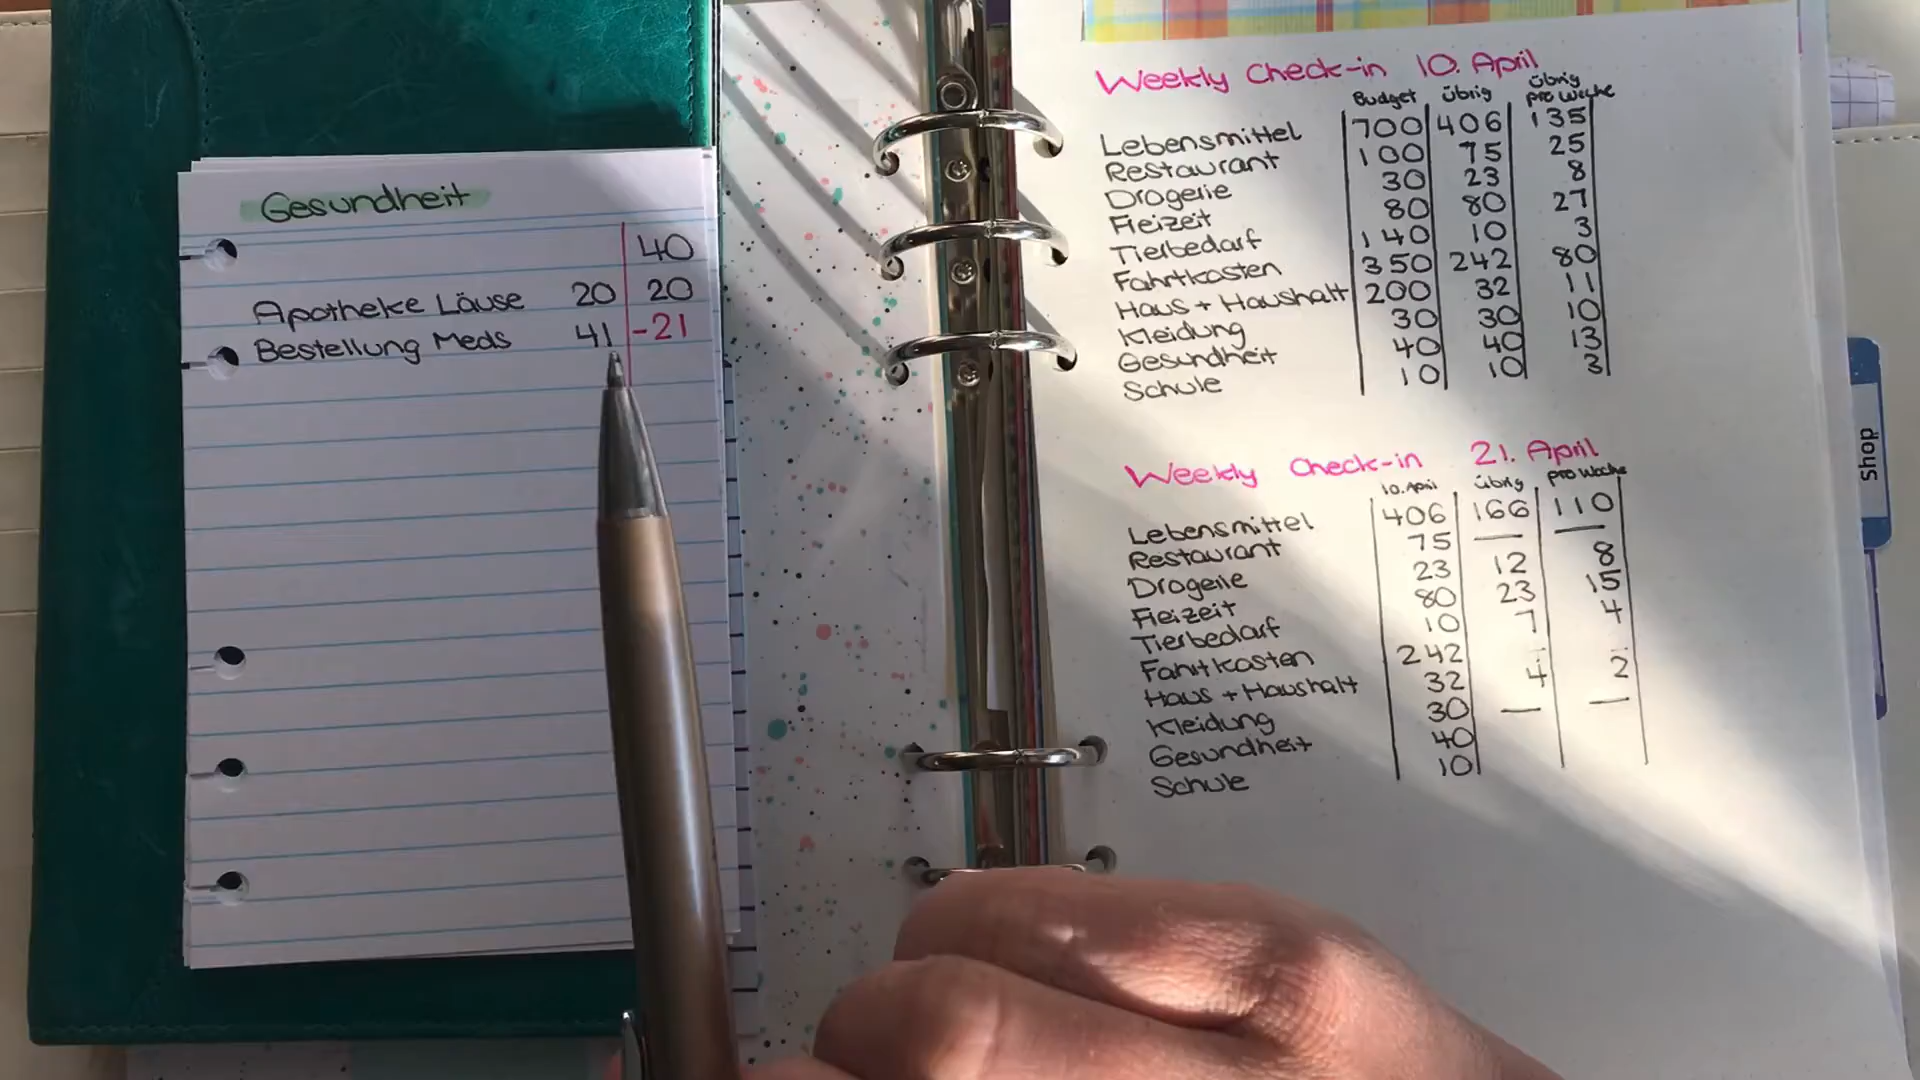 Gesundheit
40
Apotheke Läuse 20 20
Bestellung Meds 41 -21
Weekly Check-in 10. April
Budget übrig übrig pro Woche
Lebensmittel 700 406 135
Restaurant 100 75 25
Drogerie 30 23 8
Freizeit 80 80 27
Tierbedarf 140 10 3
Fahrtkosten 350 242 80
Haus + Haushalt 200 32 11
Kleidung 30 30 10
Gesundheit 40 40 13
Schule 10 10 3
Weekly Check-in 21. April
10. April übrig pro Woche
Lebensmittel 406 166 110
Restaurant 75 — —
Drogerie 23 12 8
Freizeit 80 23 15
Tierbedarf 10 7 4
Fahrtkosten 242 - -
Haus + Haushalt 32 4 2
Kleidung 30 — —
Gesundheit 40
Schule 10
Shop